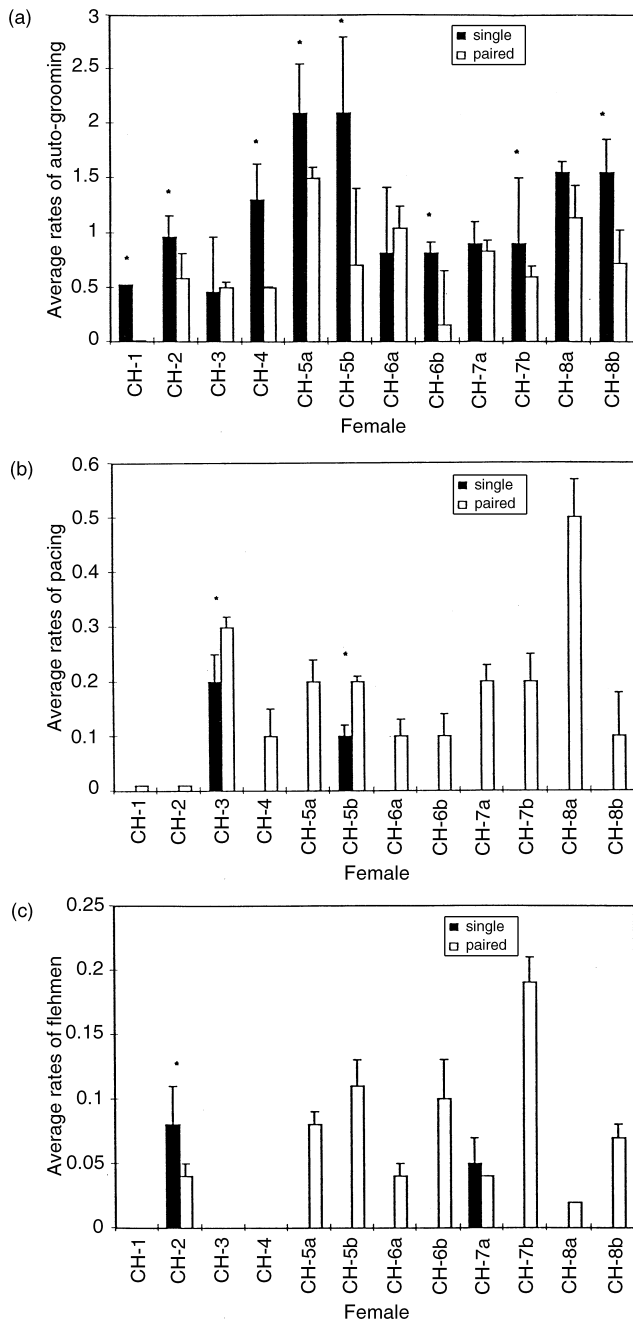 (a)
Average rates of auto-grooming
3
2.5
2
1.5
1
0.5
0
single
paired
* * * * * * * *
CH-1 CH-2 CH-3 CH-4 CH-5a CH-5b CH-6a CH-6b CH-7a CH-7b CH-8a CH-8b
Female
(b)
Average rates of pacing
0.6
0.5
0.4
0.3
0.2
0.1
0
single
paired
* *
CH-1 CH-2 CH-3 CH-4 CH-5a CH-5b CH-6a CH-6b CH-7a CH-7b CH-8a CH-8b
Female
(c)
Average rates of flehmen
0.25
0.2
0.15
0.1
0.05
0
single
paired
*
CH-1 CH-2 CH-3 CH-4 CH-5a CH-5b CH-6a CH-6b CH-7a CH-7b CH-8a CH-8b
Female